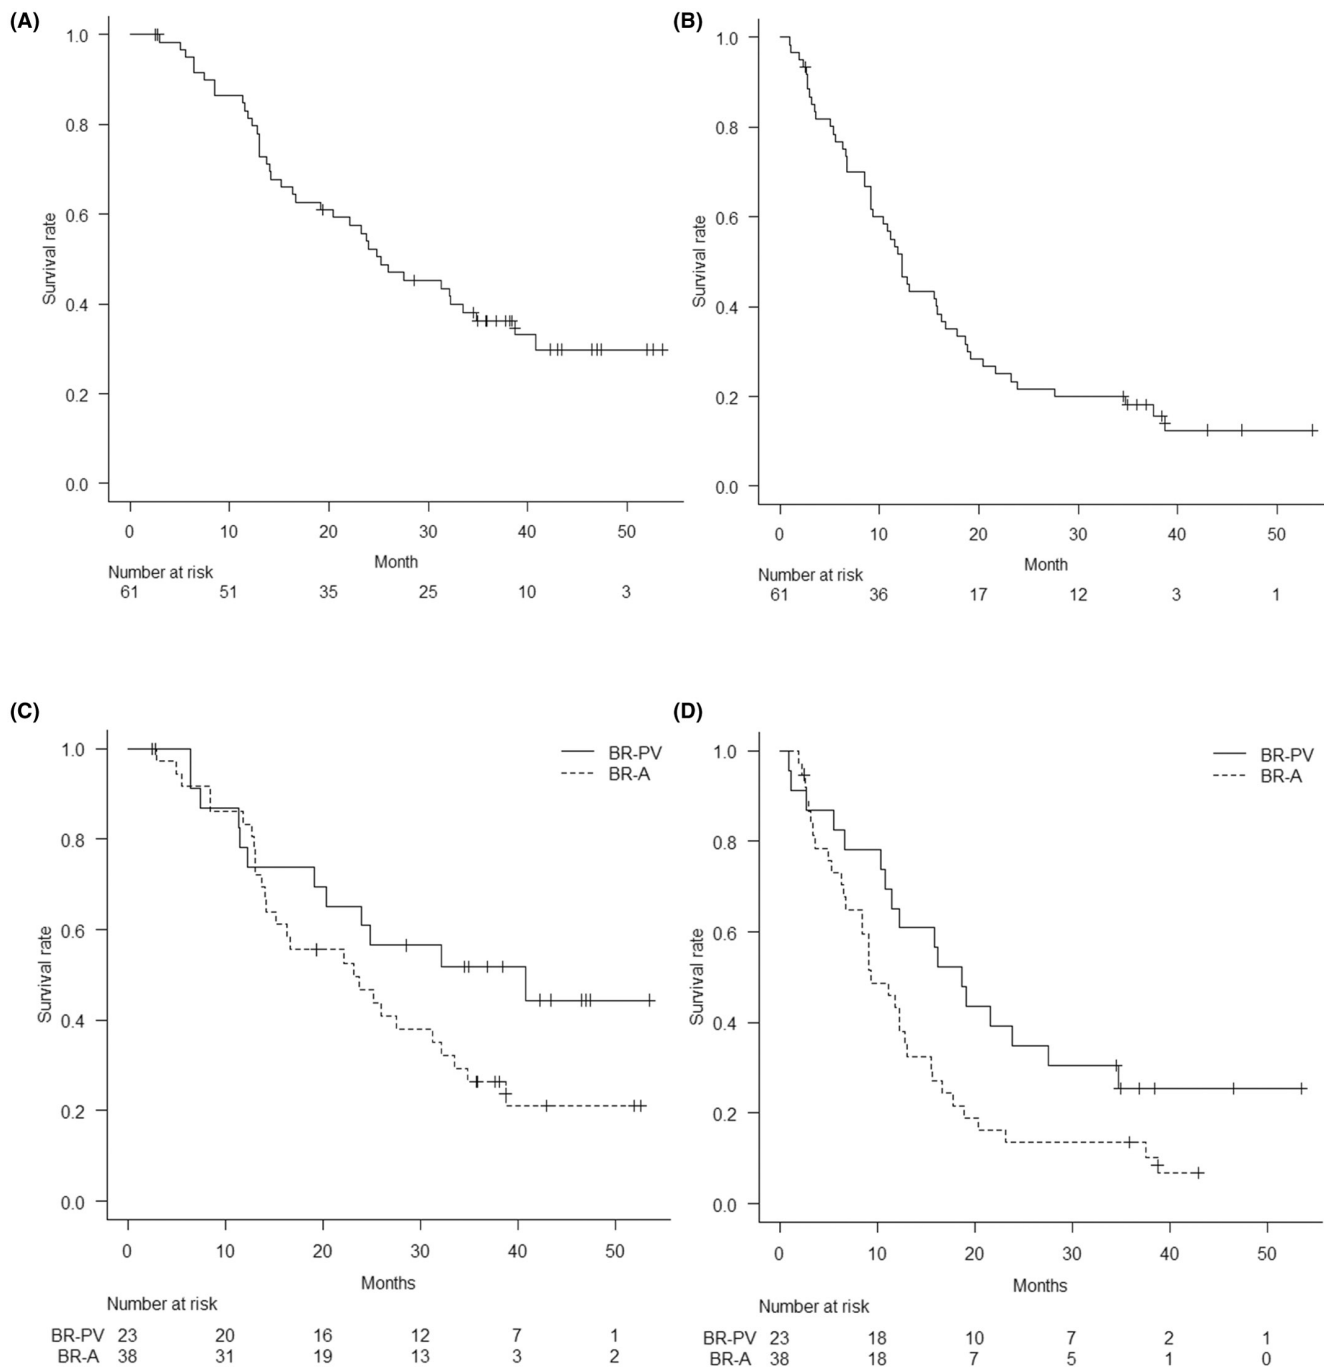 (A)
1.0
0.8
0.6
0.4
0.2
0.0
Survival rate
0 10 20 30 40 50
Month
Number at risk
61 51 35 25 10 3
(B)
1.0
0.8
0.6
0.4
0.2
0.0
Survival rate
0 10 20 30 40 50
Month
Number at risk
61 36 17 12 3 1
(C)
BR-PV
BR-A
1.0
0.8
0.6
0.4
0.2
0.0
Survival rate
0 10 20 30 40 50
Months
Number at risk
BR-PV 23 20 16 12 7 1
BR-A 38 31 19 13 3 2
(D)
BR-PV
BR-A
1.0
0.8
0.6
0.4
0.2
0.0
Survival rate
0 10 20 30 40 50
Months
Number at risk
BR-PV 23 18 10 7 2 1
BR-A 38 18 7 5 1 0